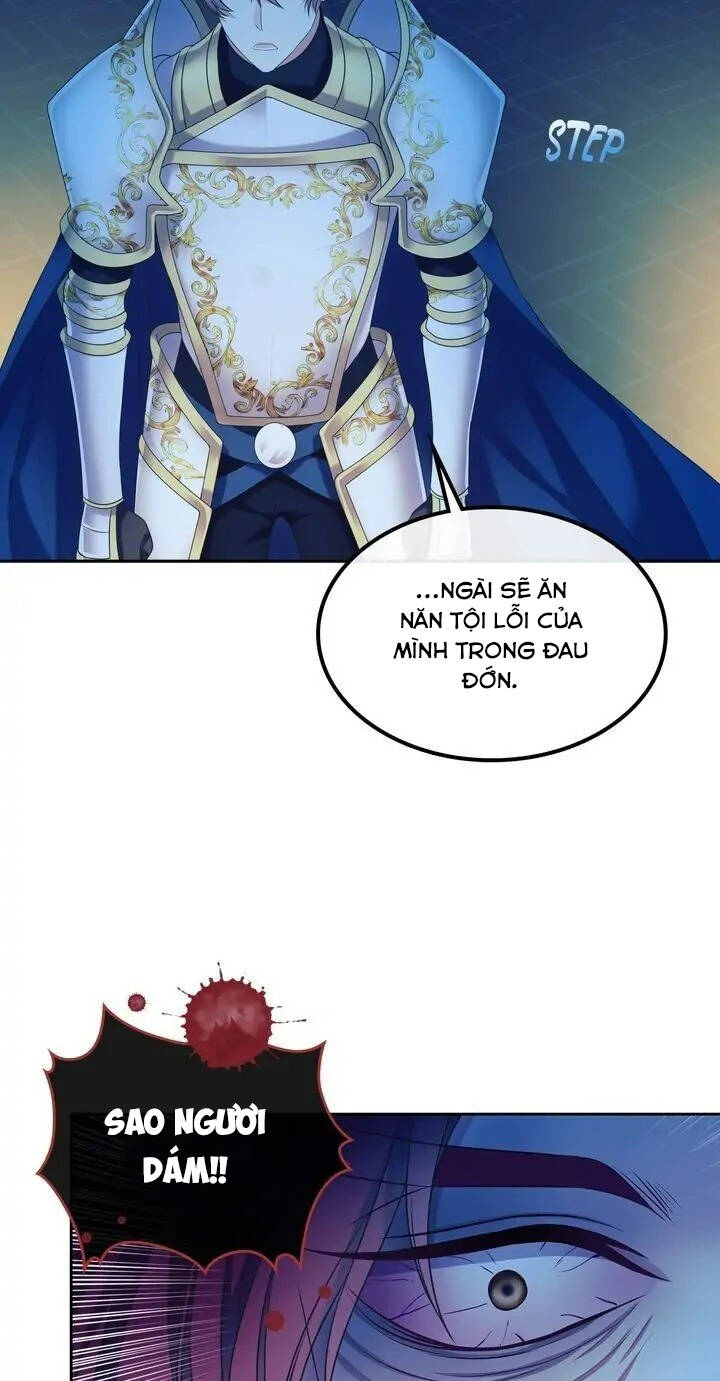 STEP
...NGÀI SẼ ĂN
NĂN TỘI LỖI CỦA
MÌNH TRONG ĐAU
ĐỚN.
SAO NGƯƠI
DÁM!!